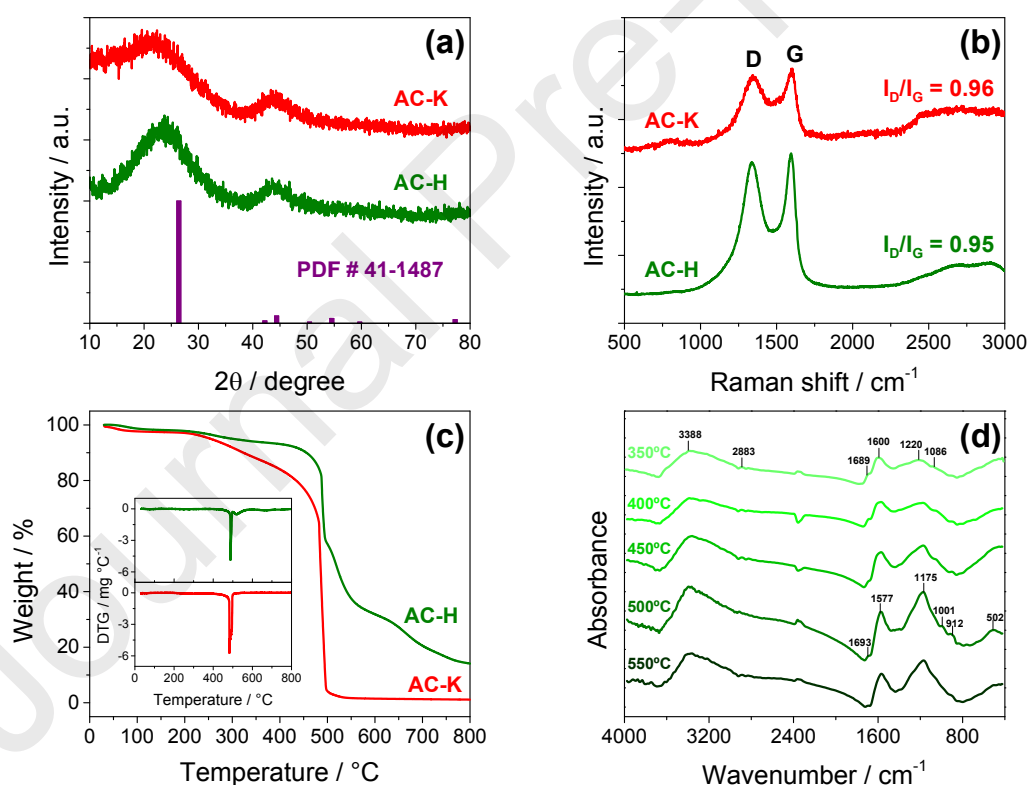 (a)
AC-K
AC-H
PDF # 41-1487
Intensity / a.u.
10 20 30 40 50 60 70 80
2θ / degree
(b)
D G
I_D/I_G = 0.96
AC-K
I_D/I_G = 0.95
AC-H
Intensity / a.u.
500 1000 1500 2000 2500 3000
Raman shift / cm⁻¹
(c)
100
80
60
40
20
0
Weight / %
AC-H
AC-K
0
-3
-6
0
-3
-6
DTG / mg °C⁻¹
0 200 400 600 800
Temperature / °C
0 100 200 300 400 500 600 700 800
Temperature / °C
(d)
3388
2883
1689
1600
1220
1086
350ºC
400ºC
450ºC
500ºC
1693
1577
1175
1001
912
502
550ºC
Absorbance
4000 3200 2400 1600 800
Wavenumber / cm⁻¹
Journal Pre-